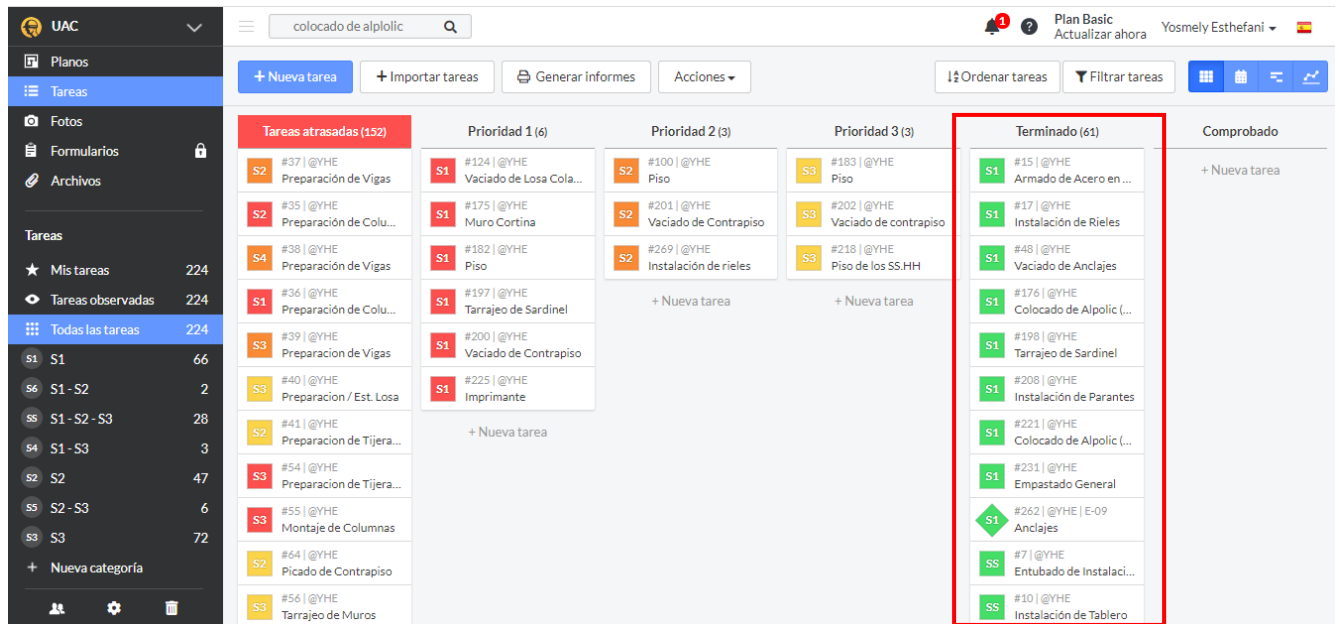 UAC
colocado de alplolic
1
Plan Basic
Actualizar ahora
Yosmely Esthefani
Planos
Tareas
Fotos
Formularios
Archivos
Tareas
Mis tareas 224
Tareas observadas 224
Todas las tareas 224
S1 S1 66
S6 S1 - S2 2
SS S1 - S2 - S3 28
S4 S1 - S3 3
S2 S2 47
S5 S2 - S3 6
S3 S3 72
+ Nueva categoría
+ Nueva tarea
+ Importar tareas
Generar informes
Acciones
Ordenar tareas
Filtrar tareas
Tareas atrasadas (152)
S2 #37 | @YHE
Preparación de Vigas
S2 #35 | @YHE
Preparación de Colu...
S4 #38 | @YHE
Preparación de Vigas
S1 #36 | @YHE
Preparación de Colu...
S3 #39 | @YHE
Preparacion de Vigas
S3 #40 | @YHE
Preparacion / Est. Losa
S2 #41 | @YHE
Preparacion de Tijera...
S3 #54 | @YHE
Preparacion de Tijera...
S3 #55 | @YHE
Montaje de Columnas
S2 #64 | @YHE
Picado de Contrapiso
S3 #56 | @YHE
Tarrajeo de Muros
Prioridad 1 (6)
S1 #124 | @YHE
Vaciado de Losa Cola...
S1 #175 | @YHE
Muro Cortina
S1 #182 | @YHE
Piso
S1 #197 | @YHE
Tarrajeo de Sardinel
S1 #200 | @YHE
Vaciado de Contrapiso
S1 #225 | @YHE
Imprimante
+ Nueva tarea
Prioridad 2 (3)
S2 #100 | @YHE
Piso
S2 #201 | @YHE
Vaciado de Contrapiso
S2 #269 | @YHE
Instalación de rieles
+ Nueva tarea
Prioridad 3 (3)
S3 #183 | @YHE
Piso
S3 #202 | @YHE
Vaciado de contrapiso
S3 #218 | @YHE
Piso de los SS.HH
+ Nueva tarea
Terminado (61)
S1 #15 | @YHE
Armado de Acero en ...
S1 #17 | @YHE
Instalación de Rieles
S1 #48 | @YHE
Vaciado de Anclajes
S1 #176 | @YHE
Colocado de Alpolic (...
S1 #198 | @YHE
Tarrajeo de Sardinel
S1 #208 | @YHE
Instalación de Parantes
S1 #221 | @YHE
Colocado de Alpolic (...
S1 #231 | @YHE
Empastado General
S1 #262 | @YHE | E-09
Anclajes
SS #7 | @YHE
Entubado de Instalaci...
SS #10 | @YHE
Instalación de Tablero
Comprobado
+ Nueva tarea